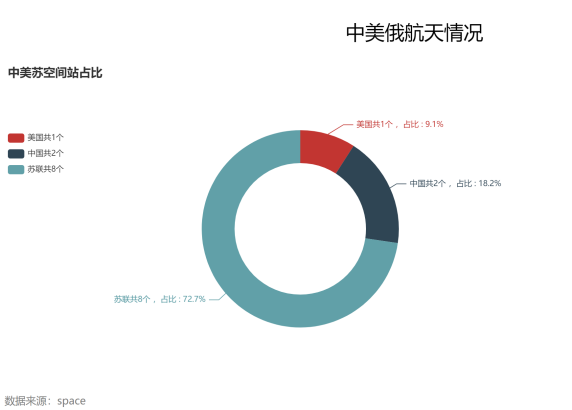 中美俄航天情况
中美苏空间站占比
美国共1个
中国共2个
苏联共8个
美国共1个 ，占比 : 9.1%
中国共2个 ，占比 : 18.2%
苏联共8个 ，占比 : 72.7%
数据来源：space